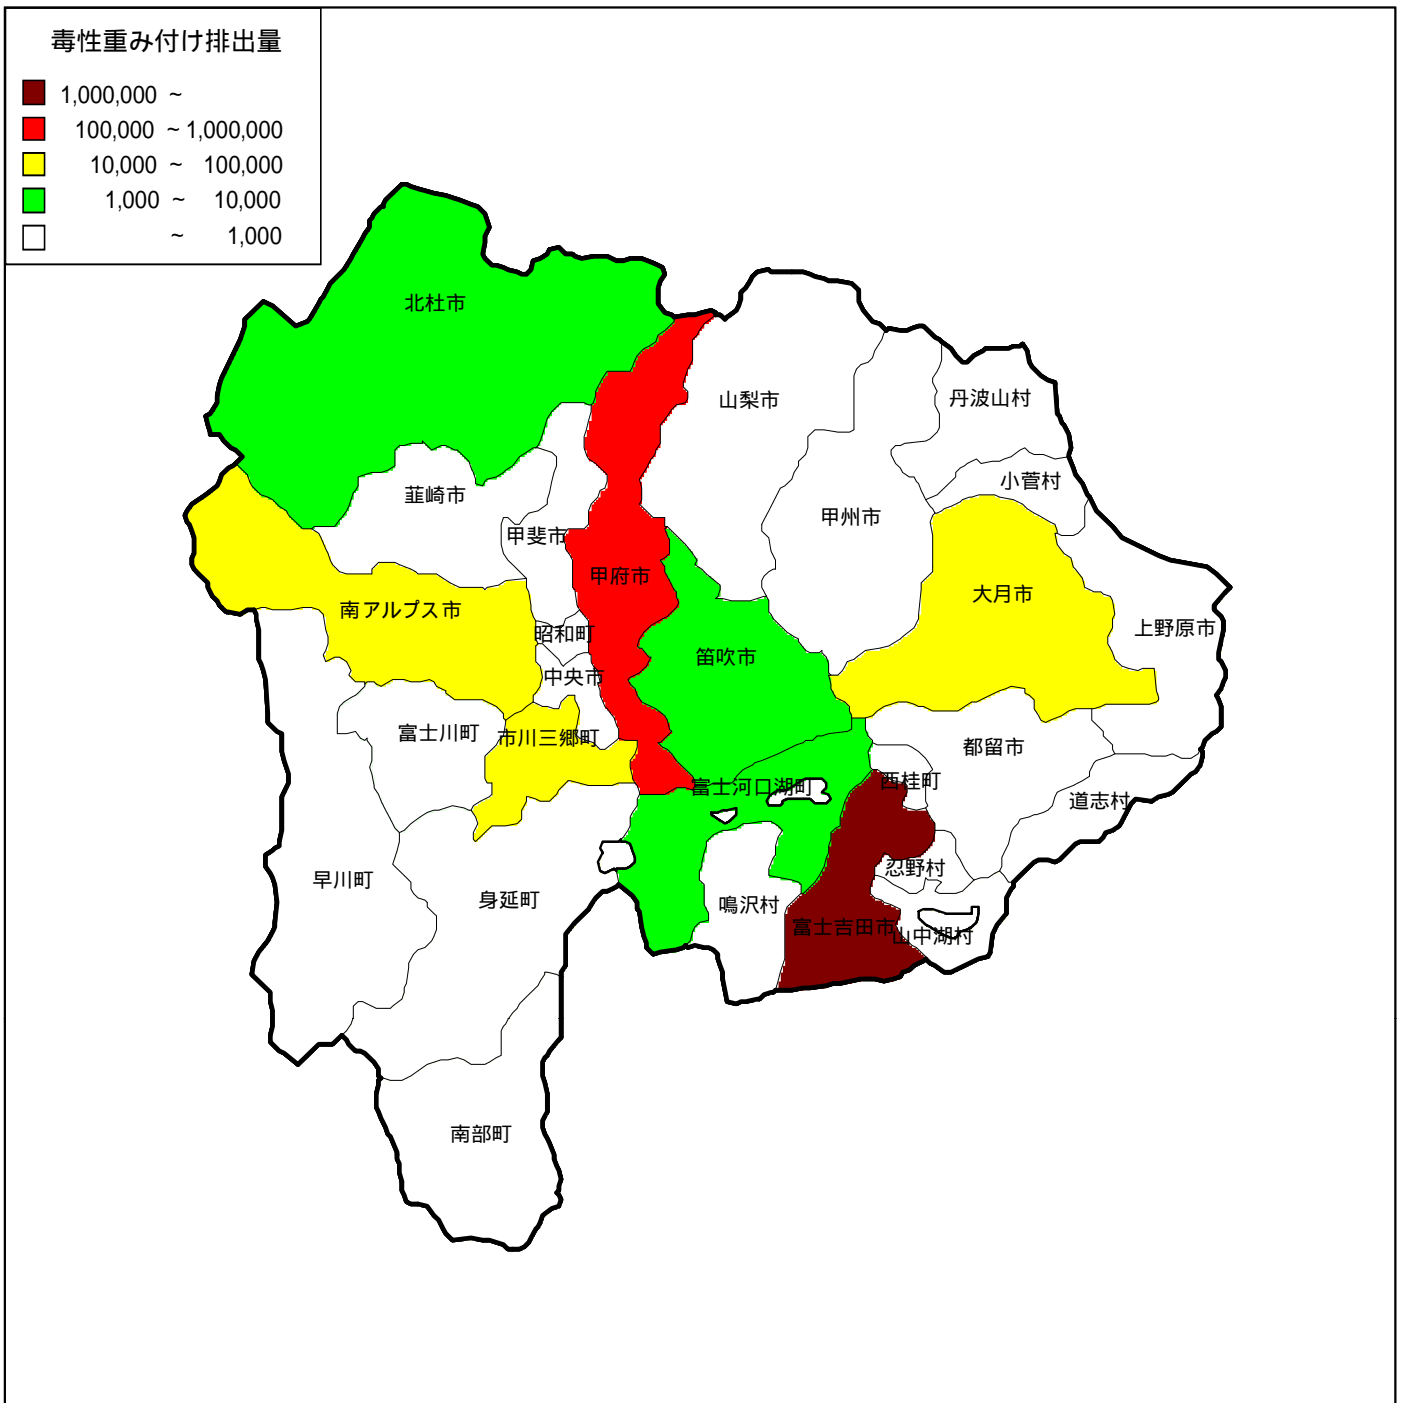 毒性重み付け排出量
1,000,000 ~
100,000 ~ 1,000,000
10,000 ~ 100,000
1,000 ~ 10,000
~ 1,000
北杜市
山梨市
丹波山村
小菅村
韮崎市
甲州市
甲斐市
甲府市
大月市
南アルプス市
上野原市
昭和町
笛吹市
中央市
富士川町
市川三郷町
都留市
西桂町
富士河口湖町
道志村
忍野村
早川町
身延町
鳴沢村
富士吉田市
山中湖村
南部町